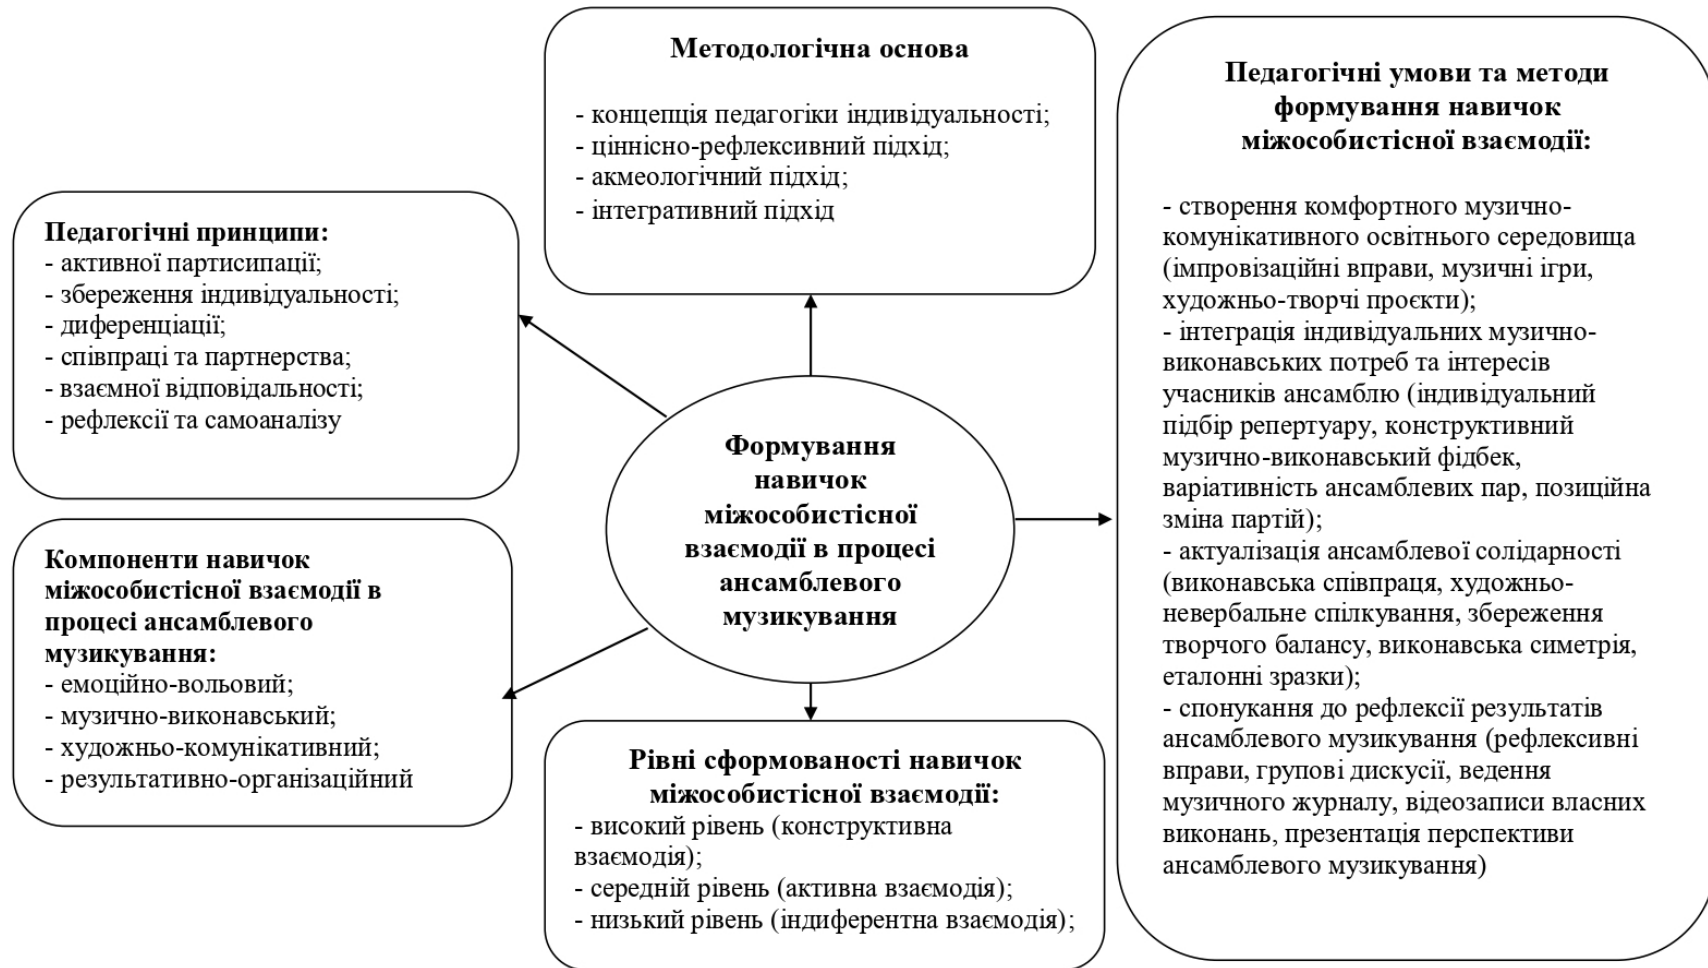 Методологічна основа
- концепція педагогіки індивідуальності;
- ціннісно-рефлексивний підхід;
- акмеологічний підхід;
- інтегративний підхід
Педагогічні принципи:
- активної партисипації;
- збереження індивідуальності;
- диференціації;
- співпраці та партнерства;
- взаємної відповідальності;
- рефлексії та самоаналізу
Формування
навичок
міжособистісної
взаємодії в процесі
ансамблевого
музикування
Компоненти навичок
міжособистісної взаємодії в
процесі ансамблевого
музикування:
- емоційно-вольовий;
- музично-виконавський;
- художньо-комунікативний;
- результативно-організаційний
Рівні сформованості навичок
міжособистісної взаємодії:
- високий рівень (конструктивна
взаємодія);
- середній рівень (активна взаємодія);
- низький рівень (індиферентна взаємодія);
Педагогічні умови та методи
формування навичок
міжособистісної взаємодії:
- створення комфортного музично-
комунікативного освітнього середовища
(імпровізаційні вправи, музичні ігри,
художньо-творчі проєкти);
- інтеграція індивідуальних музично-
виконавських потреб та інтересів
учасників ансамблю (індивідуальний
підбір репертуару, конструктивний
музично-виконавський фідбек,
варіативність ансамблевих пар, позиційна
зміна партій);
- актуалізація ансамблевої солідарності
(виконавська співпраця, художньо-
невербальне спілкування, збереження
творчого балансу, виконавська симетрія,
еталонні зразки);
- спонукання до рефлексії результатів
ансамблевого музикування (рефлексивні
вправи, групові дискусії, ведення
музичного журналу, відеозаписи власних
виконань, презентація перспективи
ансамблевого музикування)